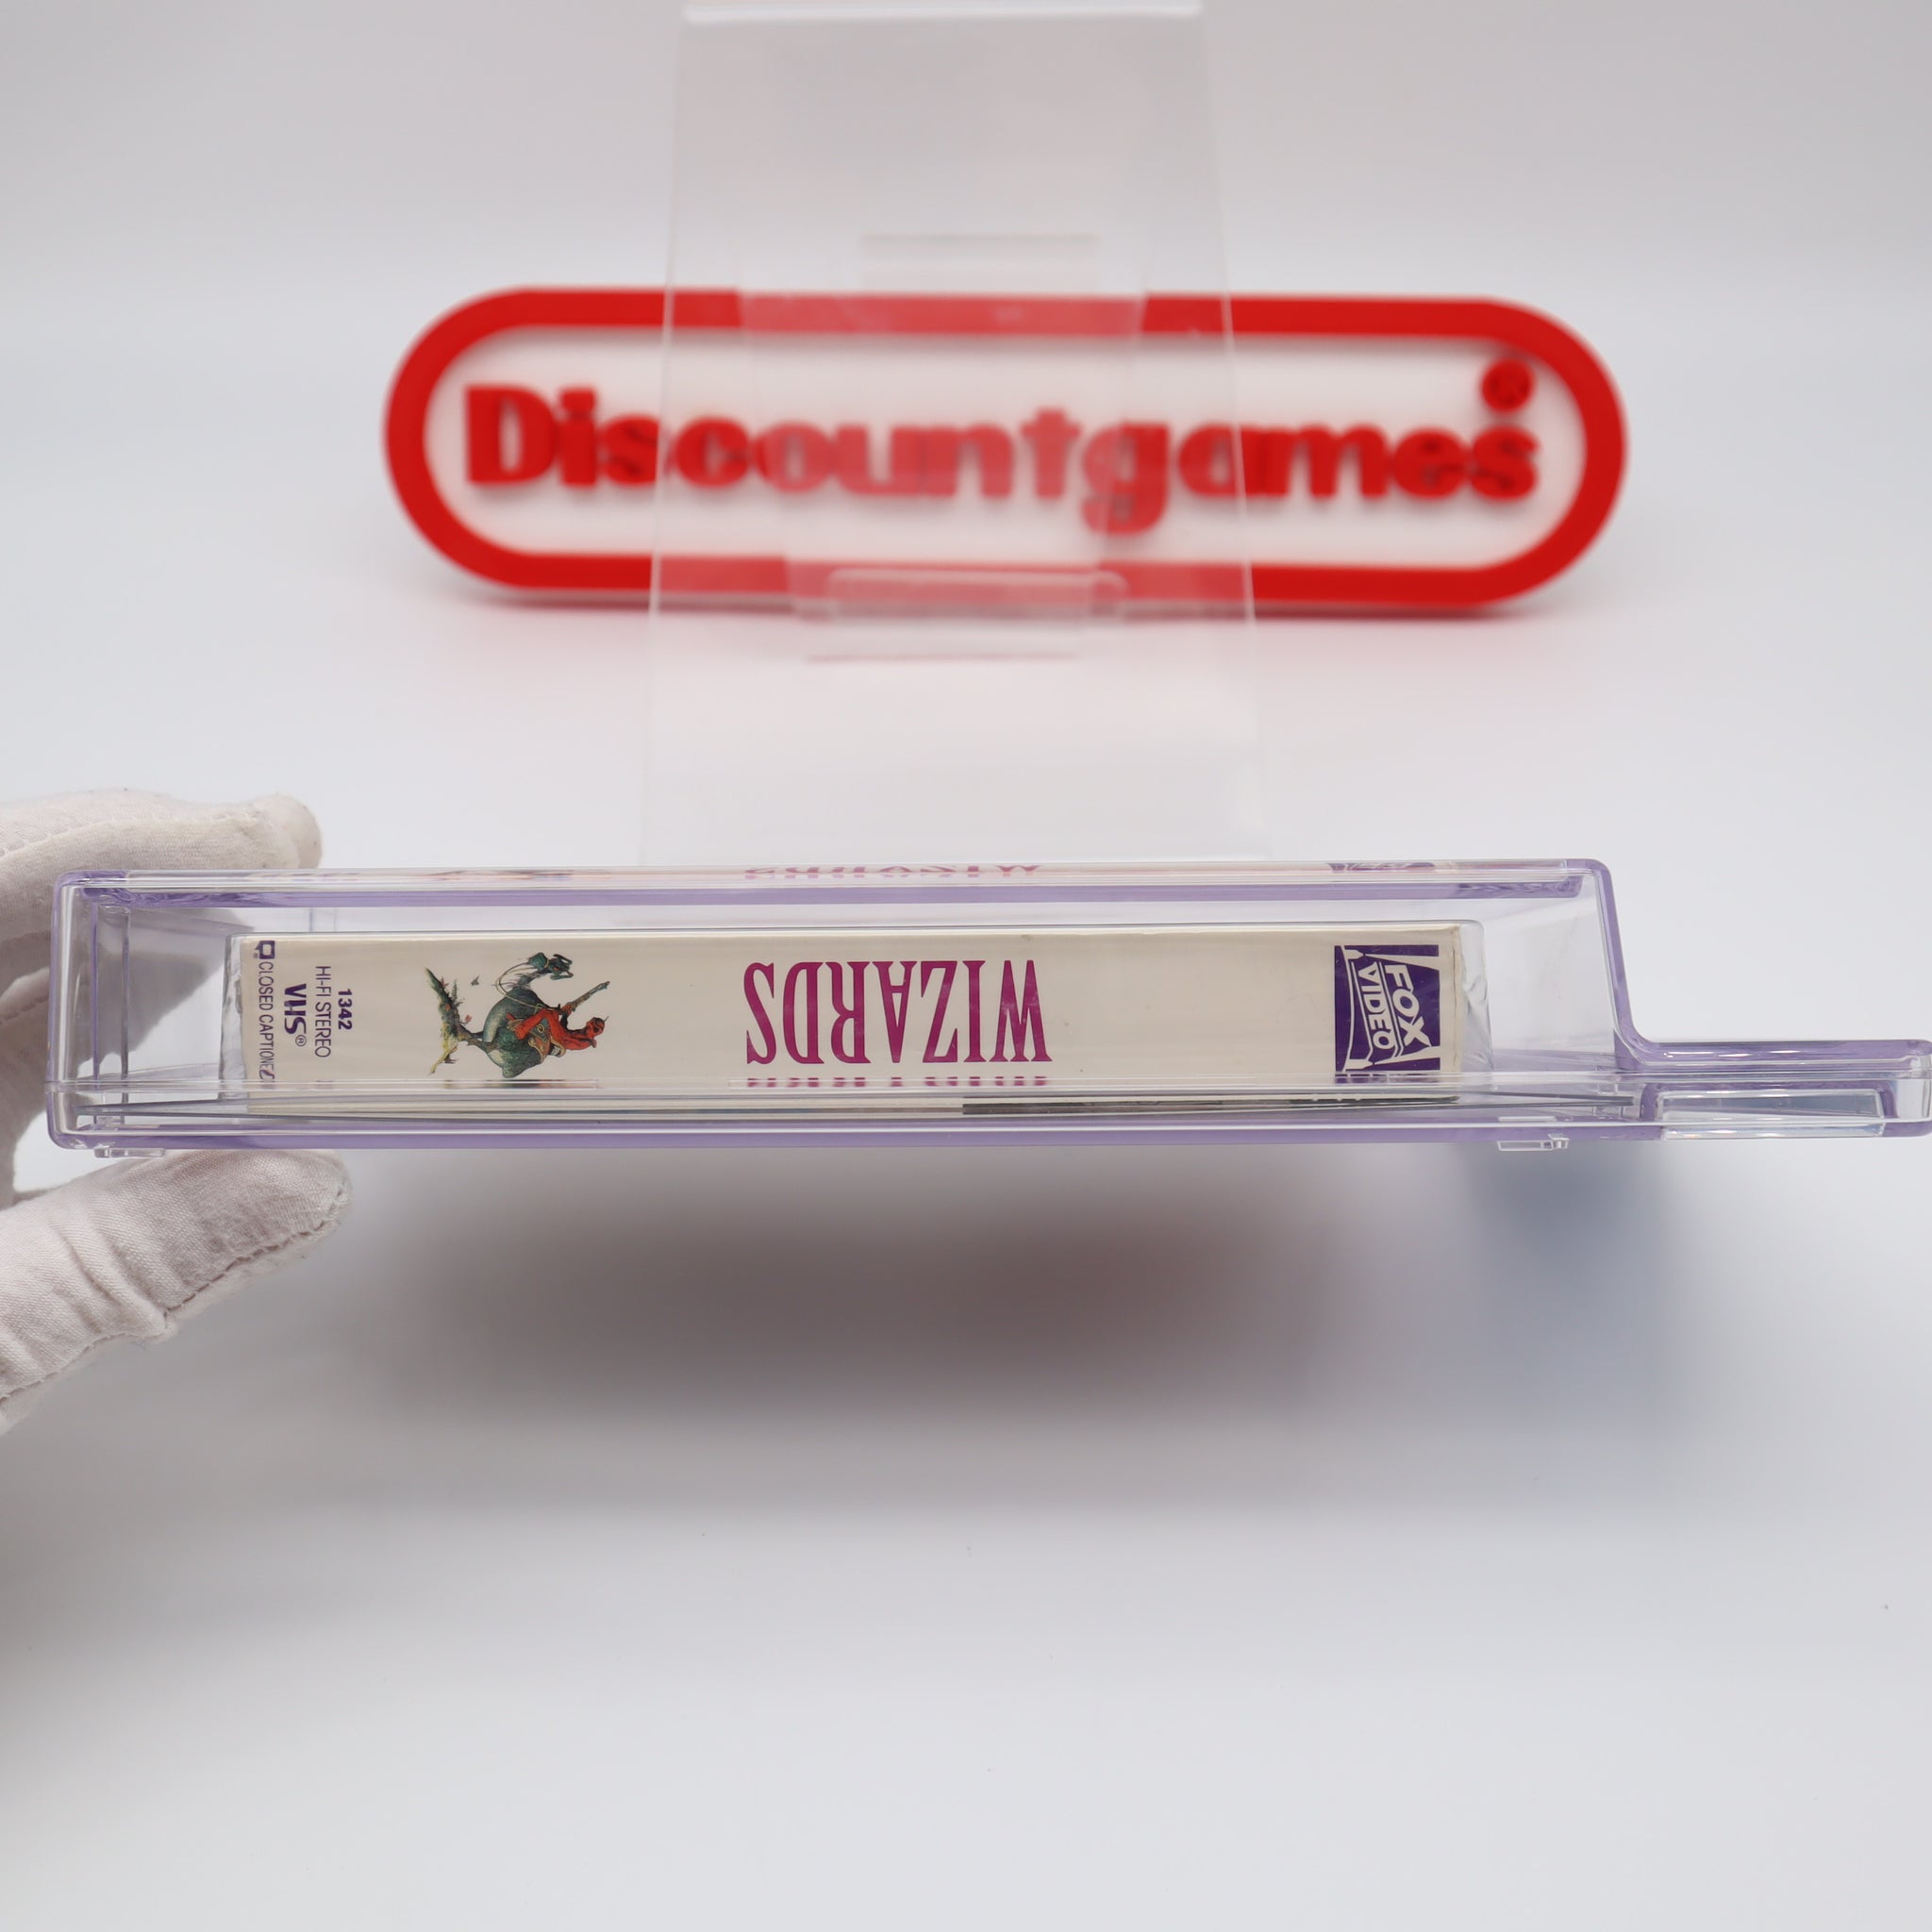 Discountgames®
1342
HI-FI STEREO
VHS®
CLOSED CAPTIONED
WIZARDS
FOX
VIDEO